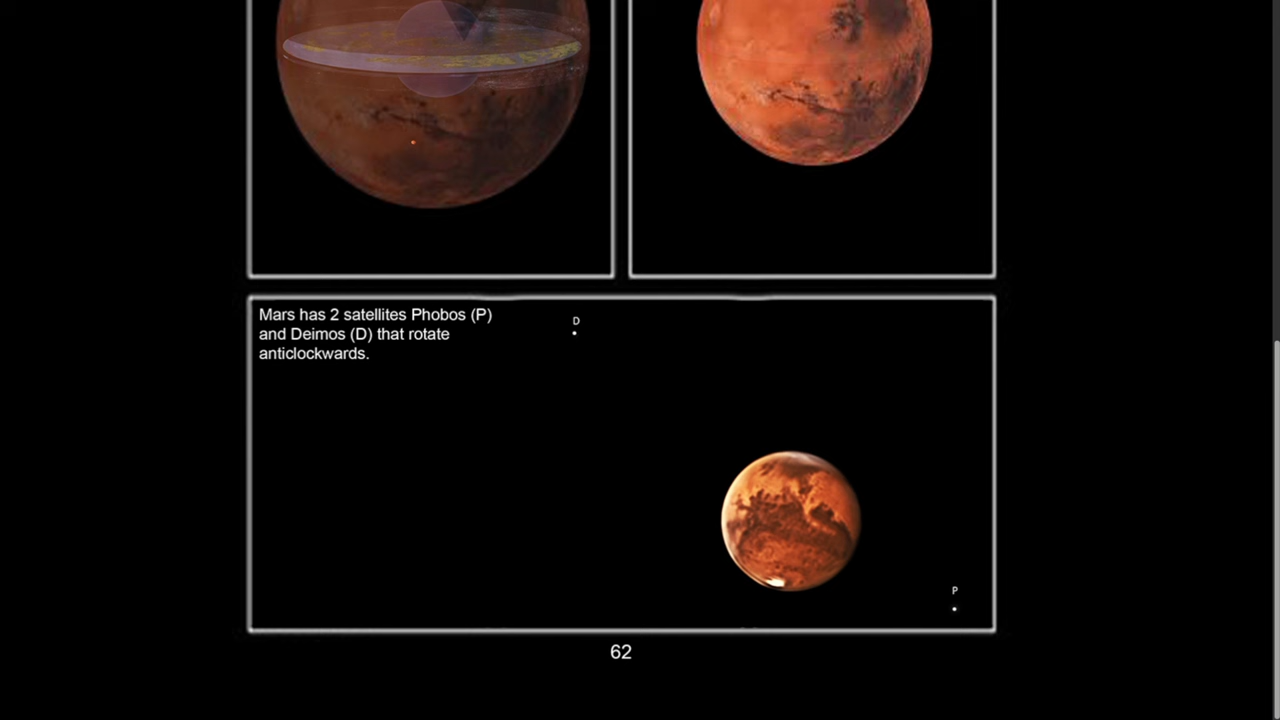 Mars has 2 satellites Phobos (P)
and Deimos (D) that rotate
anticlockwards.
D
P
62